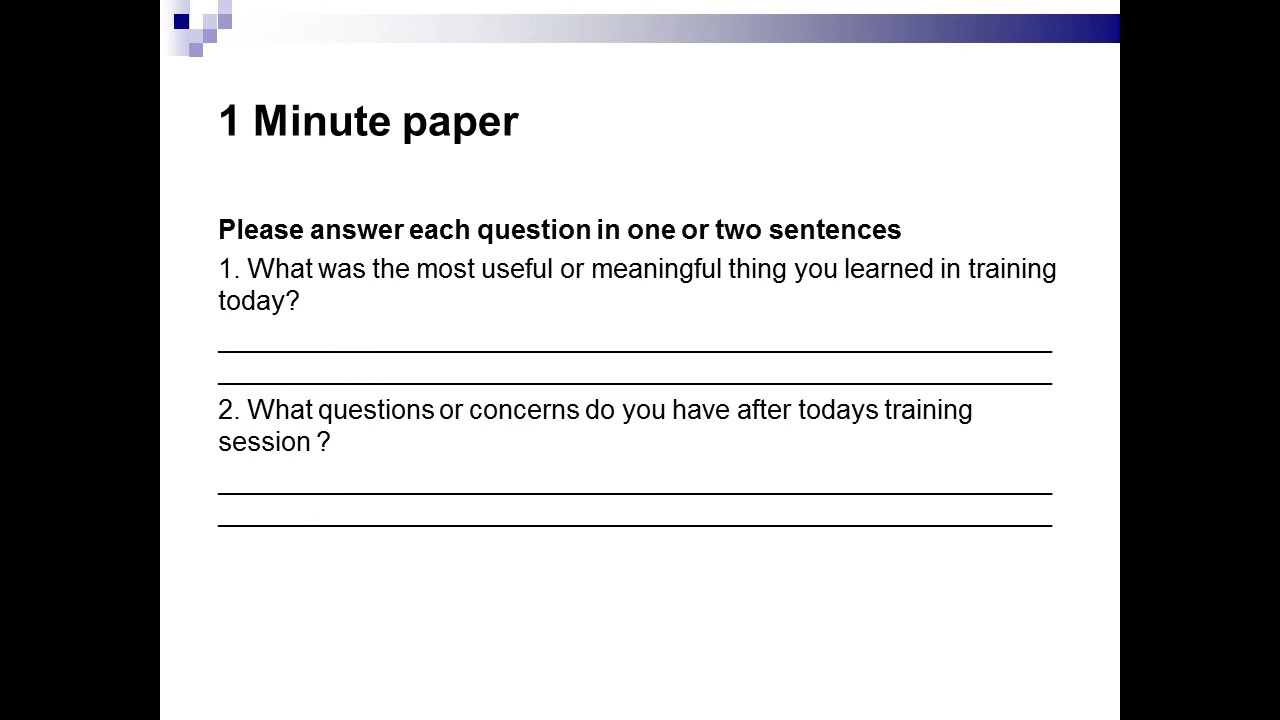 1 Minute paper
Please answer each question in one or two sentences
1. What was the most useful or meaningful thing you learned in training
today?
2. What questions or concerns do you have after todays training
session ?